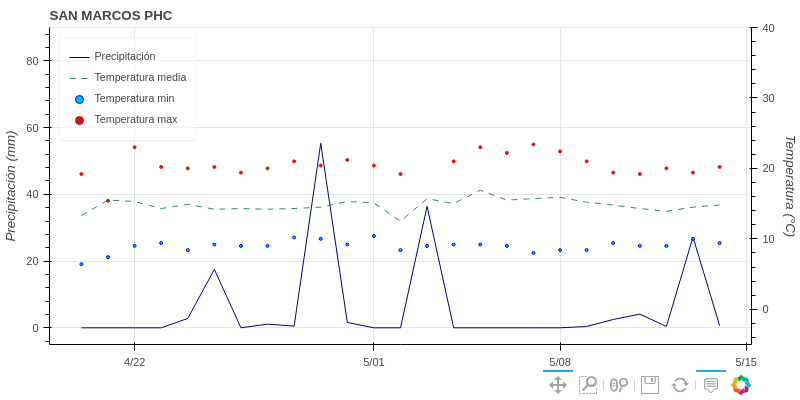 SAN MARCOS PHC
Precipitación
Temperatura media
Temperatura min
Temperatura max
Precipitación (mm)
80
60
40
20
0
Temperatura (°C)
40
30
20
10
0
4/22
5/01
5/08
5/15